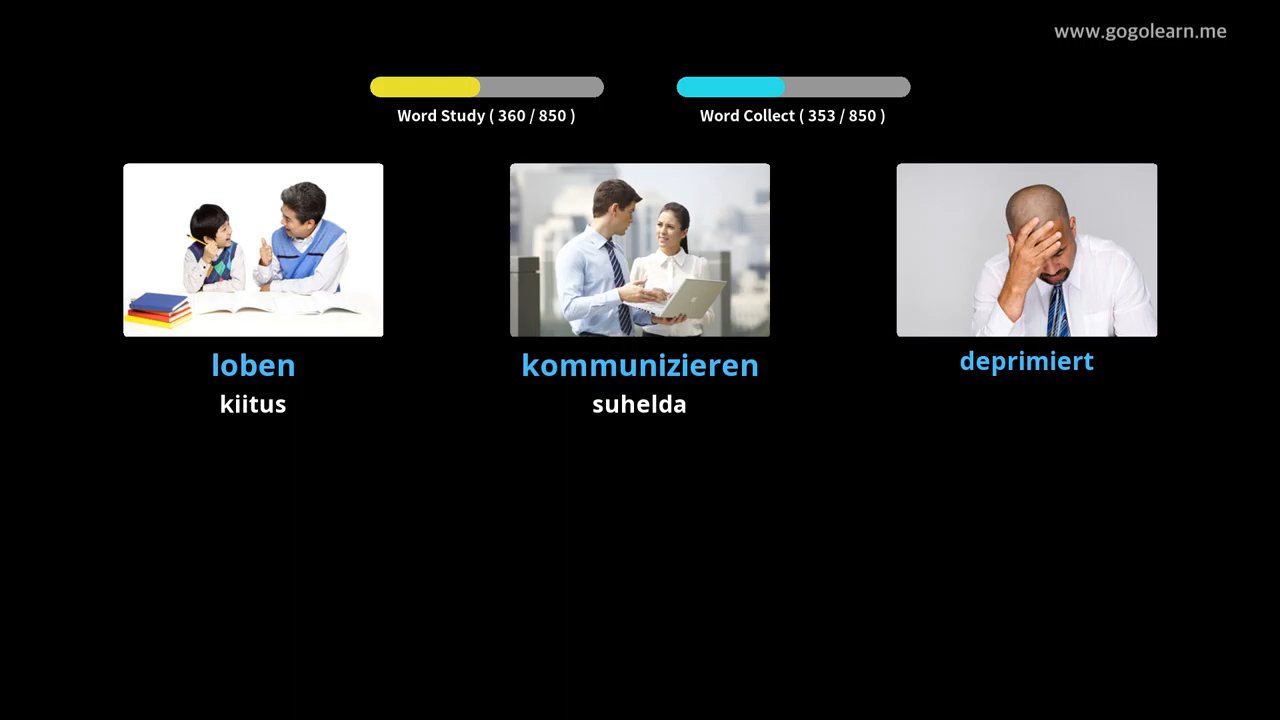 www.gogolearn.me
Word Study ( 360 / 850 )
Word Collect ( 353 / 850 )
loben
kommunizieren
deprimiert
kiitus
suhelda